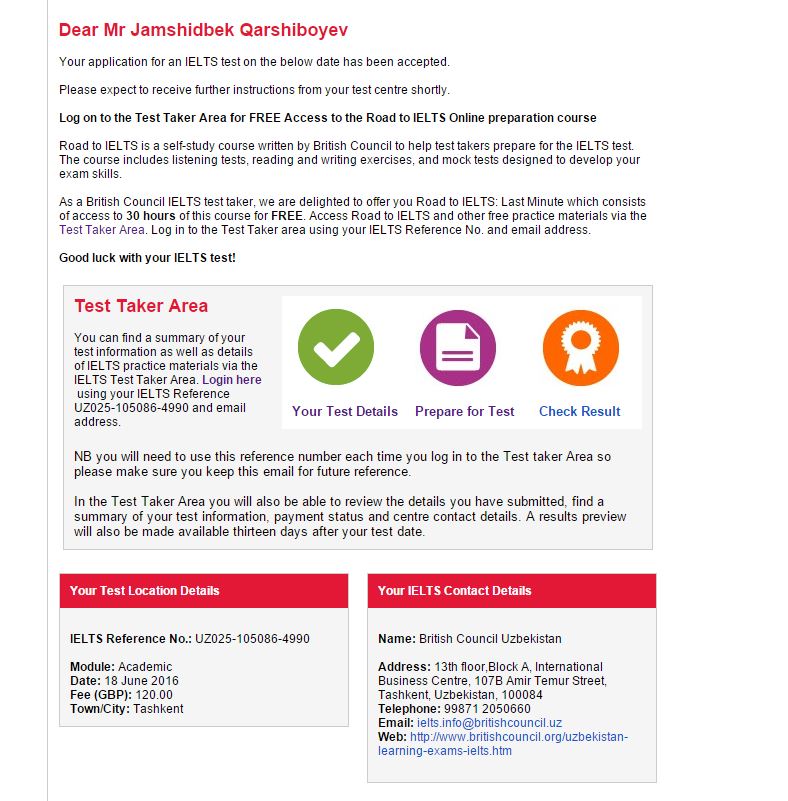 Dear Mr Jamshidbek Qarshiboyev
Your application for an IELTS test on the below date has been accepted.
Please expect to receive further instructions from your test centre shortly.
Log on to the Test Taker Area for FREE Access to the Road to IELTS Online preparation course
Road to IELTS is a self-study course written by British Council to help test takers prepare for the IELTS test.
The course includes listening tests, reading and writing exercises, and mock tests designed to develop your
exam skills.
As a British Council IELTS test taker, we are delighted to offer you Road to IELTS: Last Minute which consists
of access to 30 hours of this course for FREE. Access Road to IELTS and other free practice materials via the
Test Taker Area. Log in to the Test Taker area using your IELTS Reference No. and email address.
Good luck with your IELTS test!
Test Taker Area
You can find a summary of your
test information as well as details
of IELTS practice materials via the
IELTS Test Taker Area. Login here
using your IELTS Reference
UZ025-105086-4990 and email
address.
Your Test Details
Prepare for Test
Check Result
NB you will need to use this reference number each time you log in to the Test taker Area so
please make sure you keep this email for future reference.
In the Test Taker Area you will also be able to review the details you have submitted, find a
summary of your test information, payment status and centre contact details. A results preview
will also be made available thirteen days after your test date.
Your Test Location Details
IELTS Reference No.: UZ025-105086-4990
Module: Academic
Date: 18 June 2016
Fee (GBP): 120.00
Town/City: Tashkent
Your IELTS Contact Details
Name: British Council Uzbekistan
Address: 13th floor,Block A, International
Business Centre, 107B Amir Temur Street,
Tashkent, Uzbekistan, 100084
Telephone: 99871 2050660
Email: ielts.info@britishcouncil.uz
Web: http://www.britishcouncil.org/uzbekistan-
learning-exams-ielts.htm